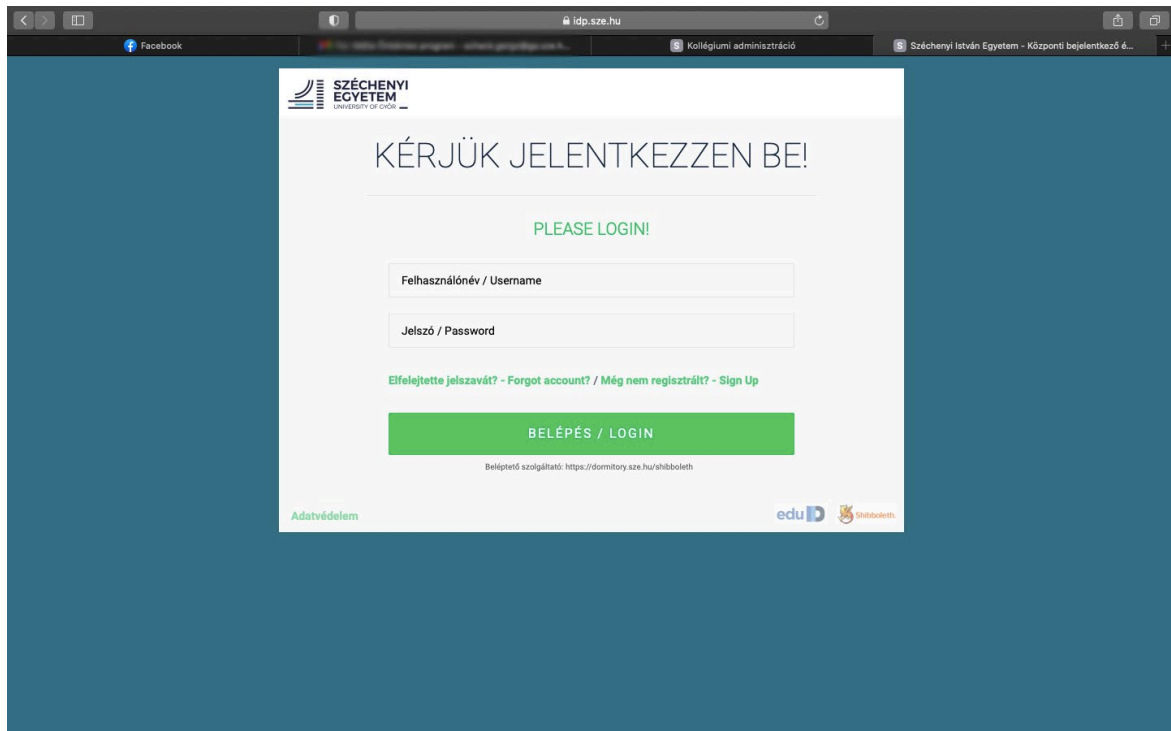 idp.sze.hu
Facebook
Kollégiumi adminisztráció
Széchenyi István Egyetem - Központi bejelentkező é...
SZÉCHENYI
EGYETEM
UNIVERSITY OF GYŐR
KÉRJÜK JELENTKEZZEN BE!
PLEASE LOGIN!
Felhasználónév / Username
Jelszó / Password
Elfelejtette jelszavát? - Forgot account? / Még nem regisztrált? - Sign Up
BELÉPÉS / LOGIN
Beléptető szolgáltató: https://dormitory.sze.hu/shibboleth
Adatvédelem
eduID
Shibboleth.